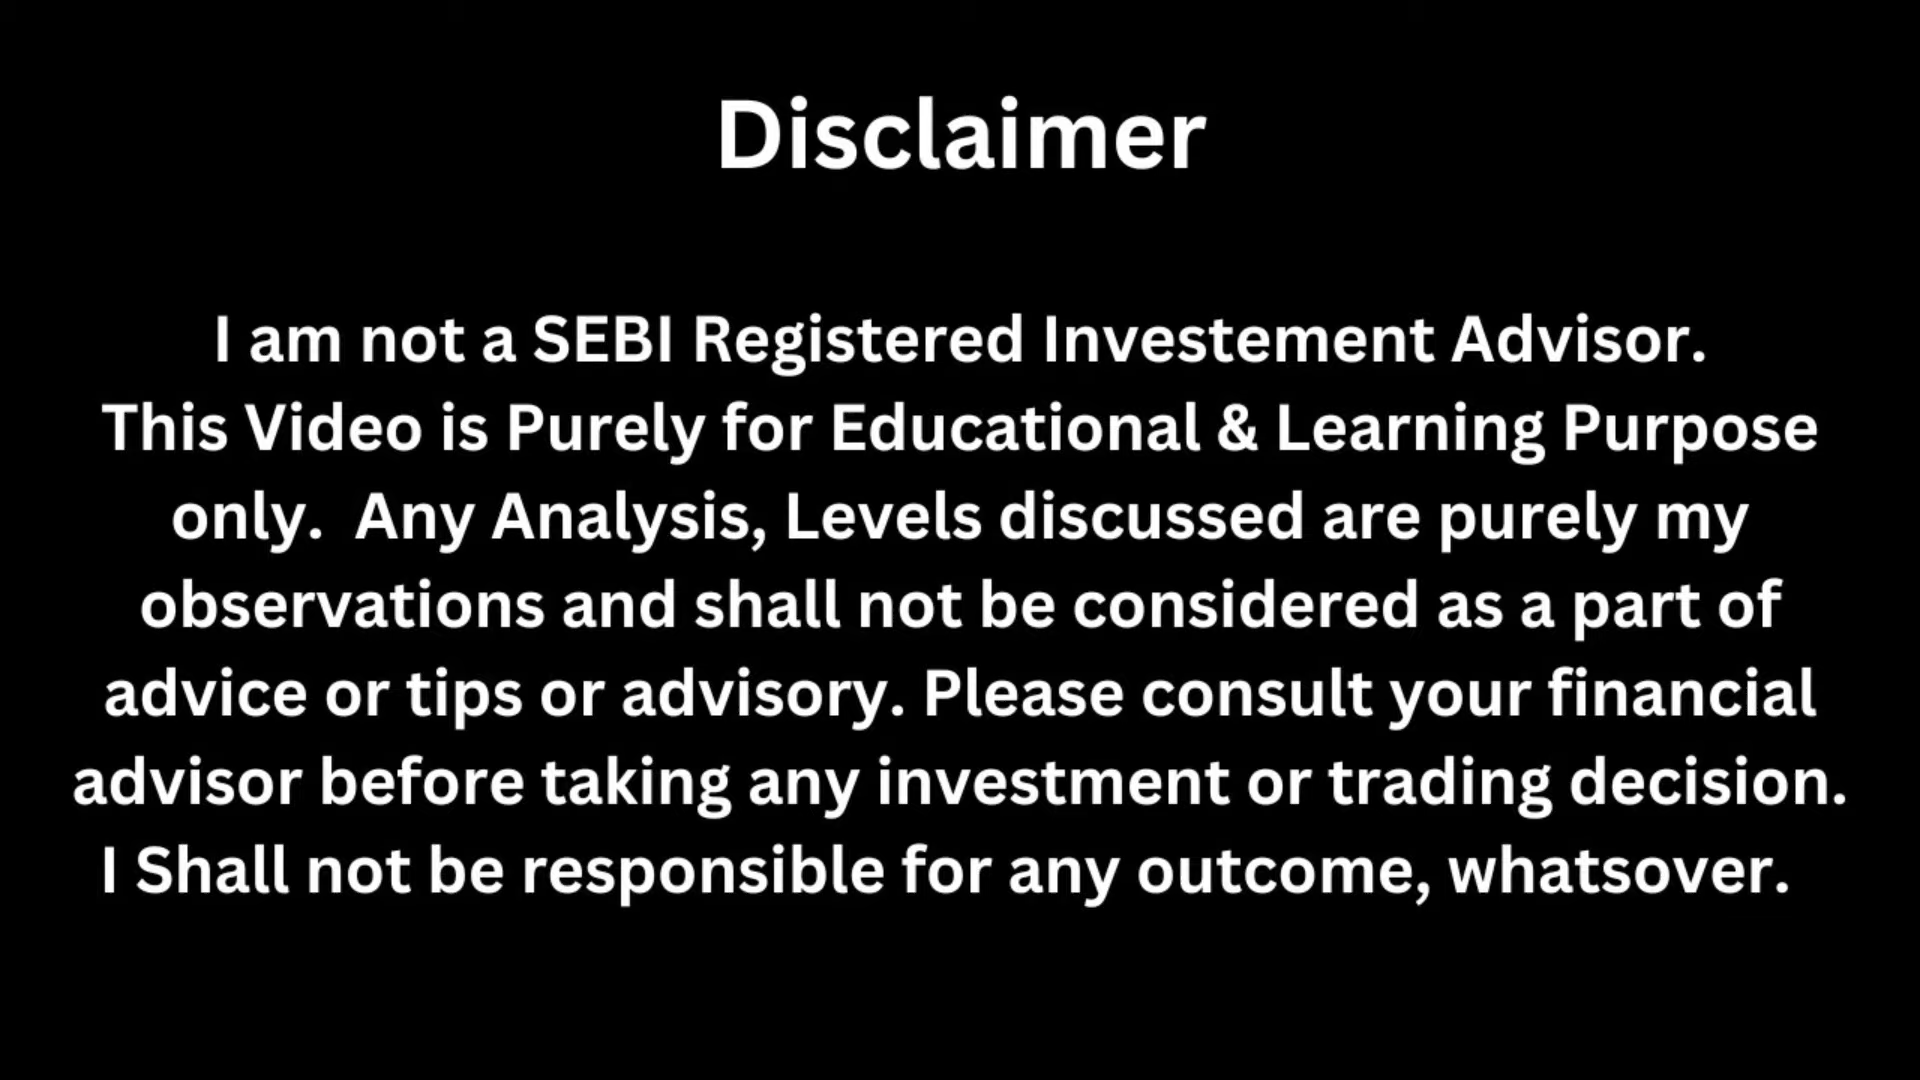 Disclaimer
I am not a SEBI Registered Investement Advisor.
This Video is Purely for Educational & Learning Purpose
only.  Any Analysis, Levels discussed are purely my
observations and shall not be considered as a part of
advice or tips or advisory. Please consult your financial
advisor before taking any investment or trading decision.
I Shall not be responsible for any outcome, whatsover.